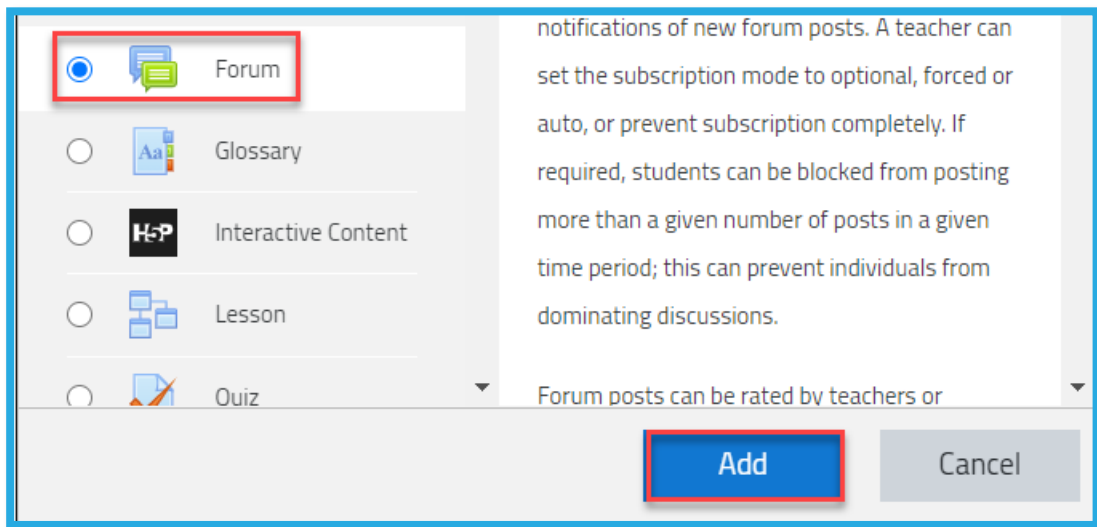 Forum
Glossary
Interactive Content
Lesson
Quiz
Aa
H5P
notifications of new forum posts. A teacher can
set the subscription mode to optional, forced or
auto, or prevent subscription completely. If
required, students can be blocked from posting
more than a given number of posts in a given
time period; this can prevent individuals from
dominating discussions.
Forum posts can be rated by teachers or
Add
Cancel